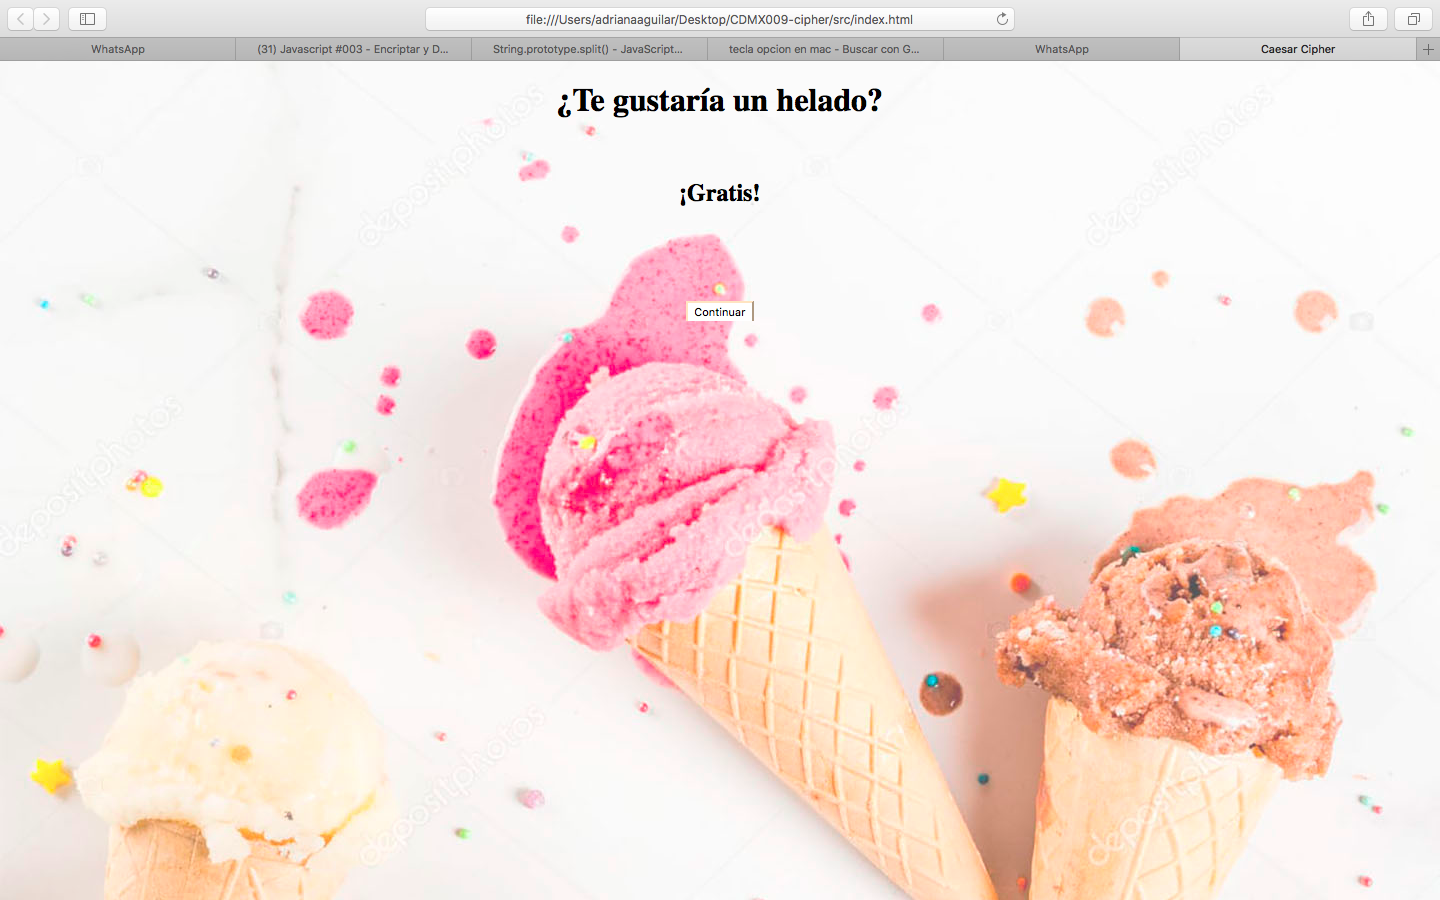 file:///Users/adrianaaguilar/Desktop/CDMX009-cipher/src/index.html
WhatsApp
(31) Javascript #003 - Encriptar y D...
String.prototype.split() - JavaScript...
tecla opcion en mac - Buscar con G...
WhatsApp
Caesar Cipher
¿Te gustaría un helado?
¡Gratis!
Continuar
depositphotos
depositphotos
depositphotos
depositphotos
depositphotos
depositphotos